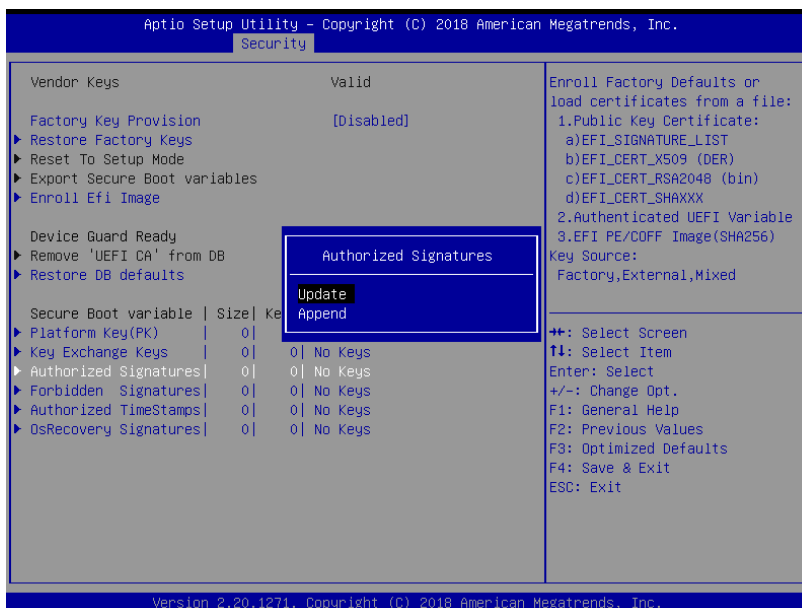 Aptio Setup Utility – Copyright (C) 2018 American Megatrends, Inc.
Security
Vendor Keys Valid
Factory Key Provision [Disabled]
Restore Factory Keys
Reset To Setup Mode
Export Secure Boot variables
Enroll Efi Image
Device Guard Ready
Remove 'UEFI CA' from DB
Restore DB defaults
Secure Boot variable | Size| Ke
Platform Key(PK) | 0|
Key Exchange Keys | 0| 0| No Keys
Authorized Signatures| 0| 0| No Keys
Forbidden Signatures| 0| 0| No Keys
Authorized TimeStamps| 0| 0| No Keys
OsRecovery Signatures| 0| 0| No Keys
Authorized Signatures
Update
Append
Enroll Factory Defaults or
load certificates from a file:
1.Public Key Certificate:
a)EFI_SIGNATURE_LIST
b)EFI_CERT_X509 (DER)
c)EFI_CERT_RSA2048 (bin)
d)EFI_CERT_SHAXXX
2.Authenticated UEFI Variable
3.EFI PE/COFF Image(SHA256)
Key Source:
Factory,External,Mixed
→←: Select Screen
↑↓: Select Item
Enter: Select
+/-: Change Opt.
F1: General Help
F2: Previous Values
F3: Optimized Defaults
F4: Save & Exit
ESC: Exit
Version 2.20.1271. Copyright (C) 2018 American Megatrends, Inc.